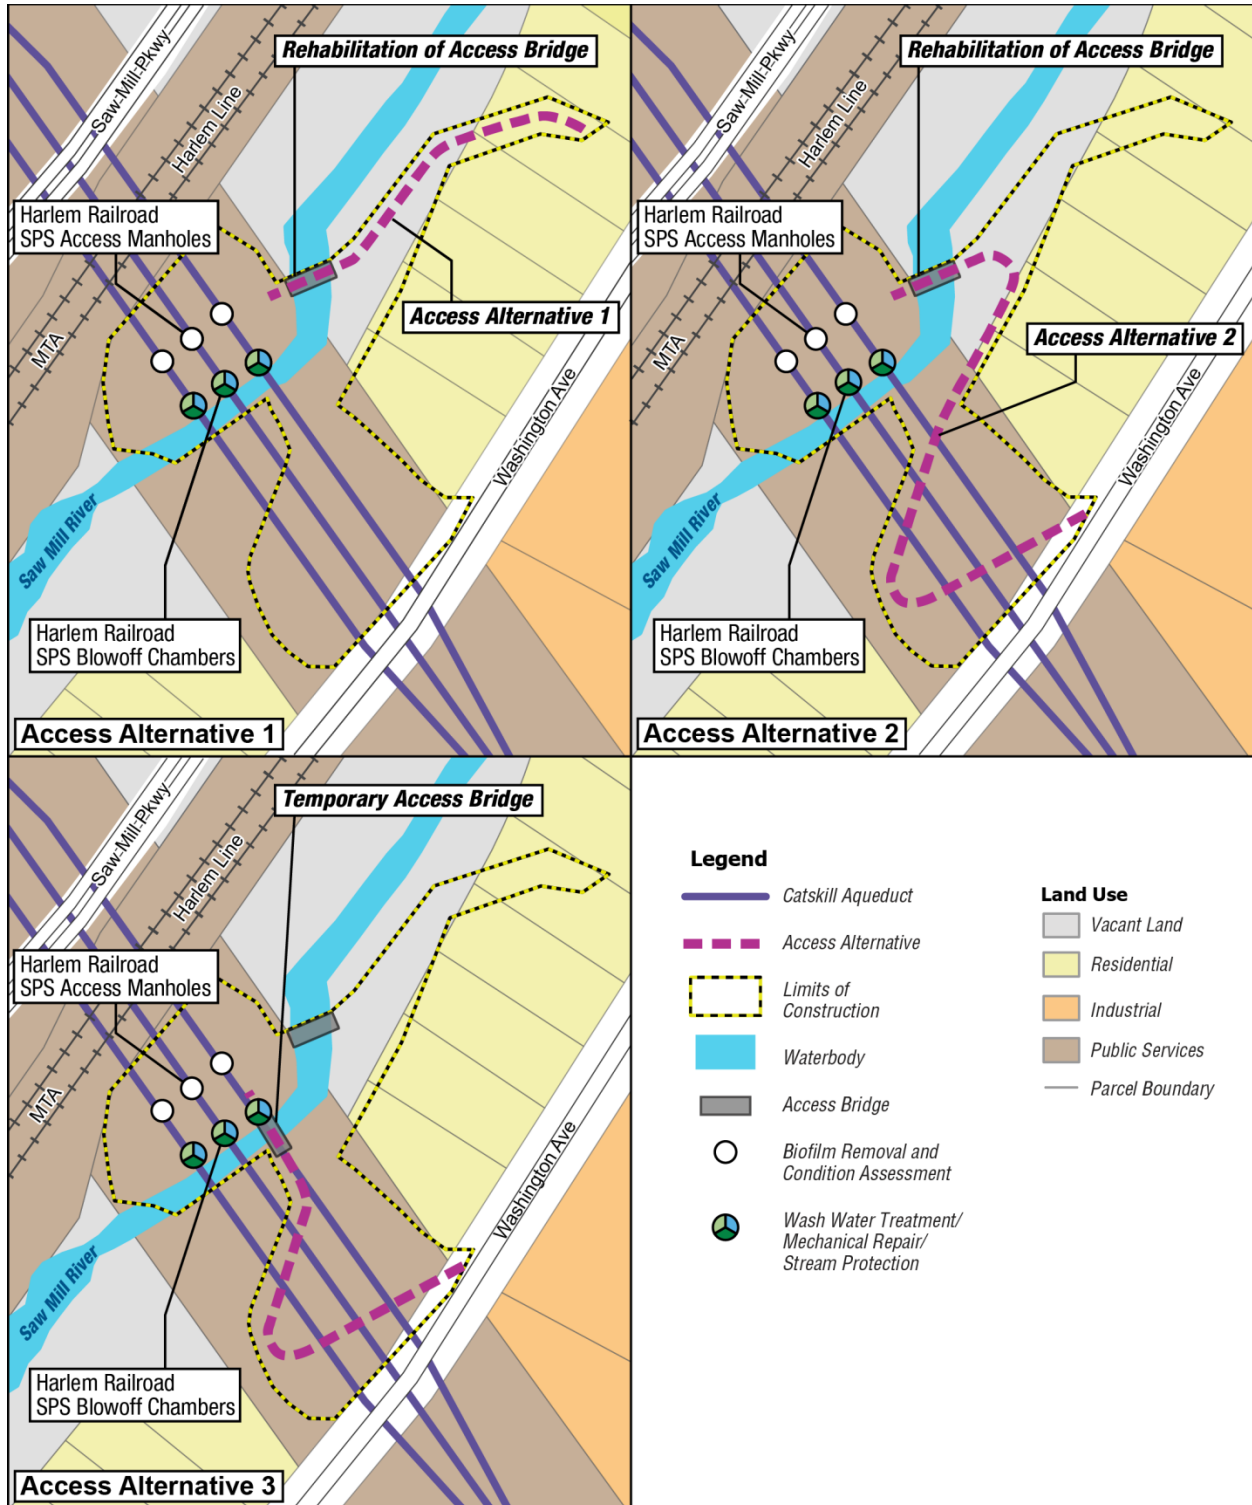 Saw Mill Pkwy
Harlem Line
Rehabilitation of Access Bridge
Harlem Railroad
SPS Access Manholes
Access Alternative 1
MTA
Washington Ave
Saw Mill River
Harlem Railroad
SPS Blowoff Chambers
Access Alternative 1
Saw Mill Pkwy
Harlem Line
Rehabilitation of Access Bridge
Harlem Railroad
SPS Access Manholes
Access Alternative 2
MTA
Washington Ave
Saw Mill River
Harlem Railroad
SPS Blowoff Chambers
Access Alternative 2
Saw Mill Pkwy
Harlem Line
Temporary Access Bridge
Harlem Railroad
SPS Access Manholes
MTA
Washington Ave
Saw Mill River
Harlem Railroad
SPS Blowoff Chambers
Access Alternative 3
Legend
Catskill Aqueduct
Access Alternative
Limits of
Construction
Waterbody
Access Bridge
Biofilm Removal and
Condition Assessment
Wash Water Treatment/
Mechanical Repair/
Stream Protection
Land Use
Vacant Land
Residential
Industrial
Public Services
Parcel Boundary